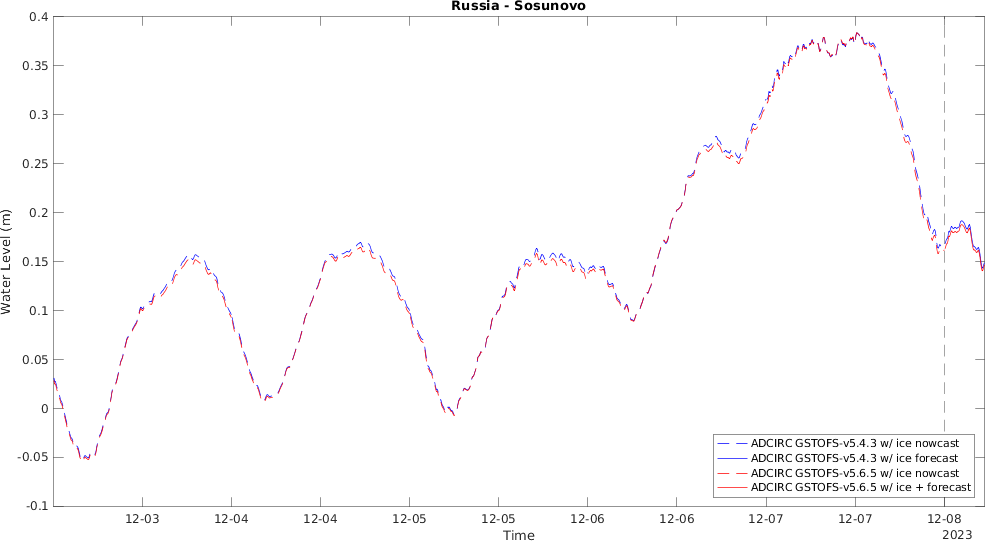 Russia - Sosunovo
0.4
0.35
0.3
0.25
0.2
0.15
0.1
0.05
0
-0.05
-0.1
Water Level (m)
ADCIRC GSTOFS-v5.4.3 w/ ice nowcast
ADCIRC GSTOFS-v5.4.3 w/ ice forecast
ADCIRC GSTOFS-v5.6.5 w/ ice nowcast
ADCIRC GSTOFS-v5.6.5 w/ ice + forecast
12-03 12-04 12-04 12-05 12-05 12-06 12-06 12-07 12-07 12-08
2023
Time